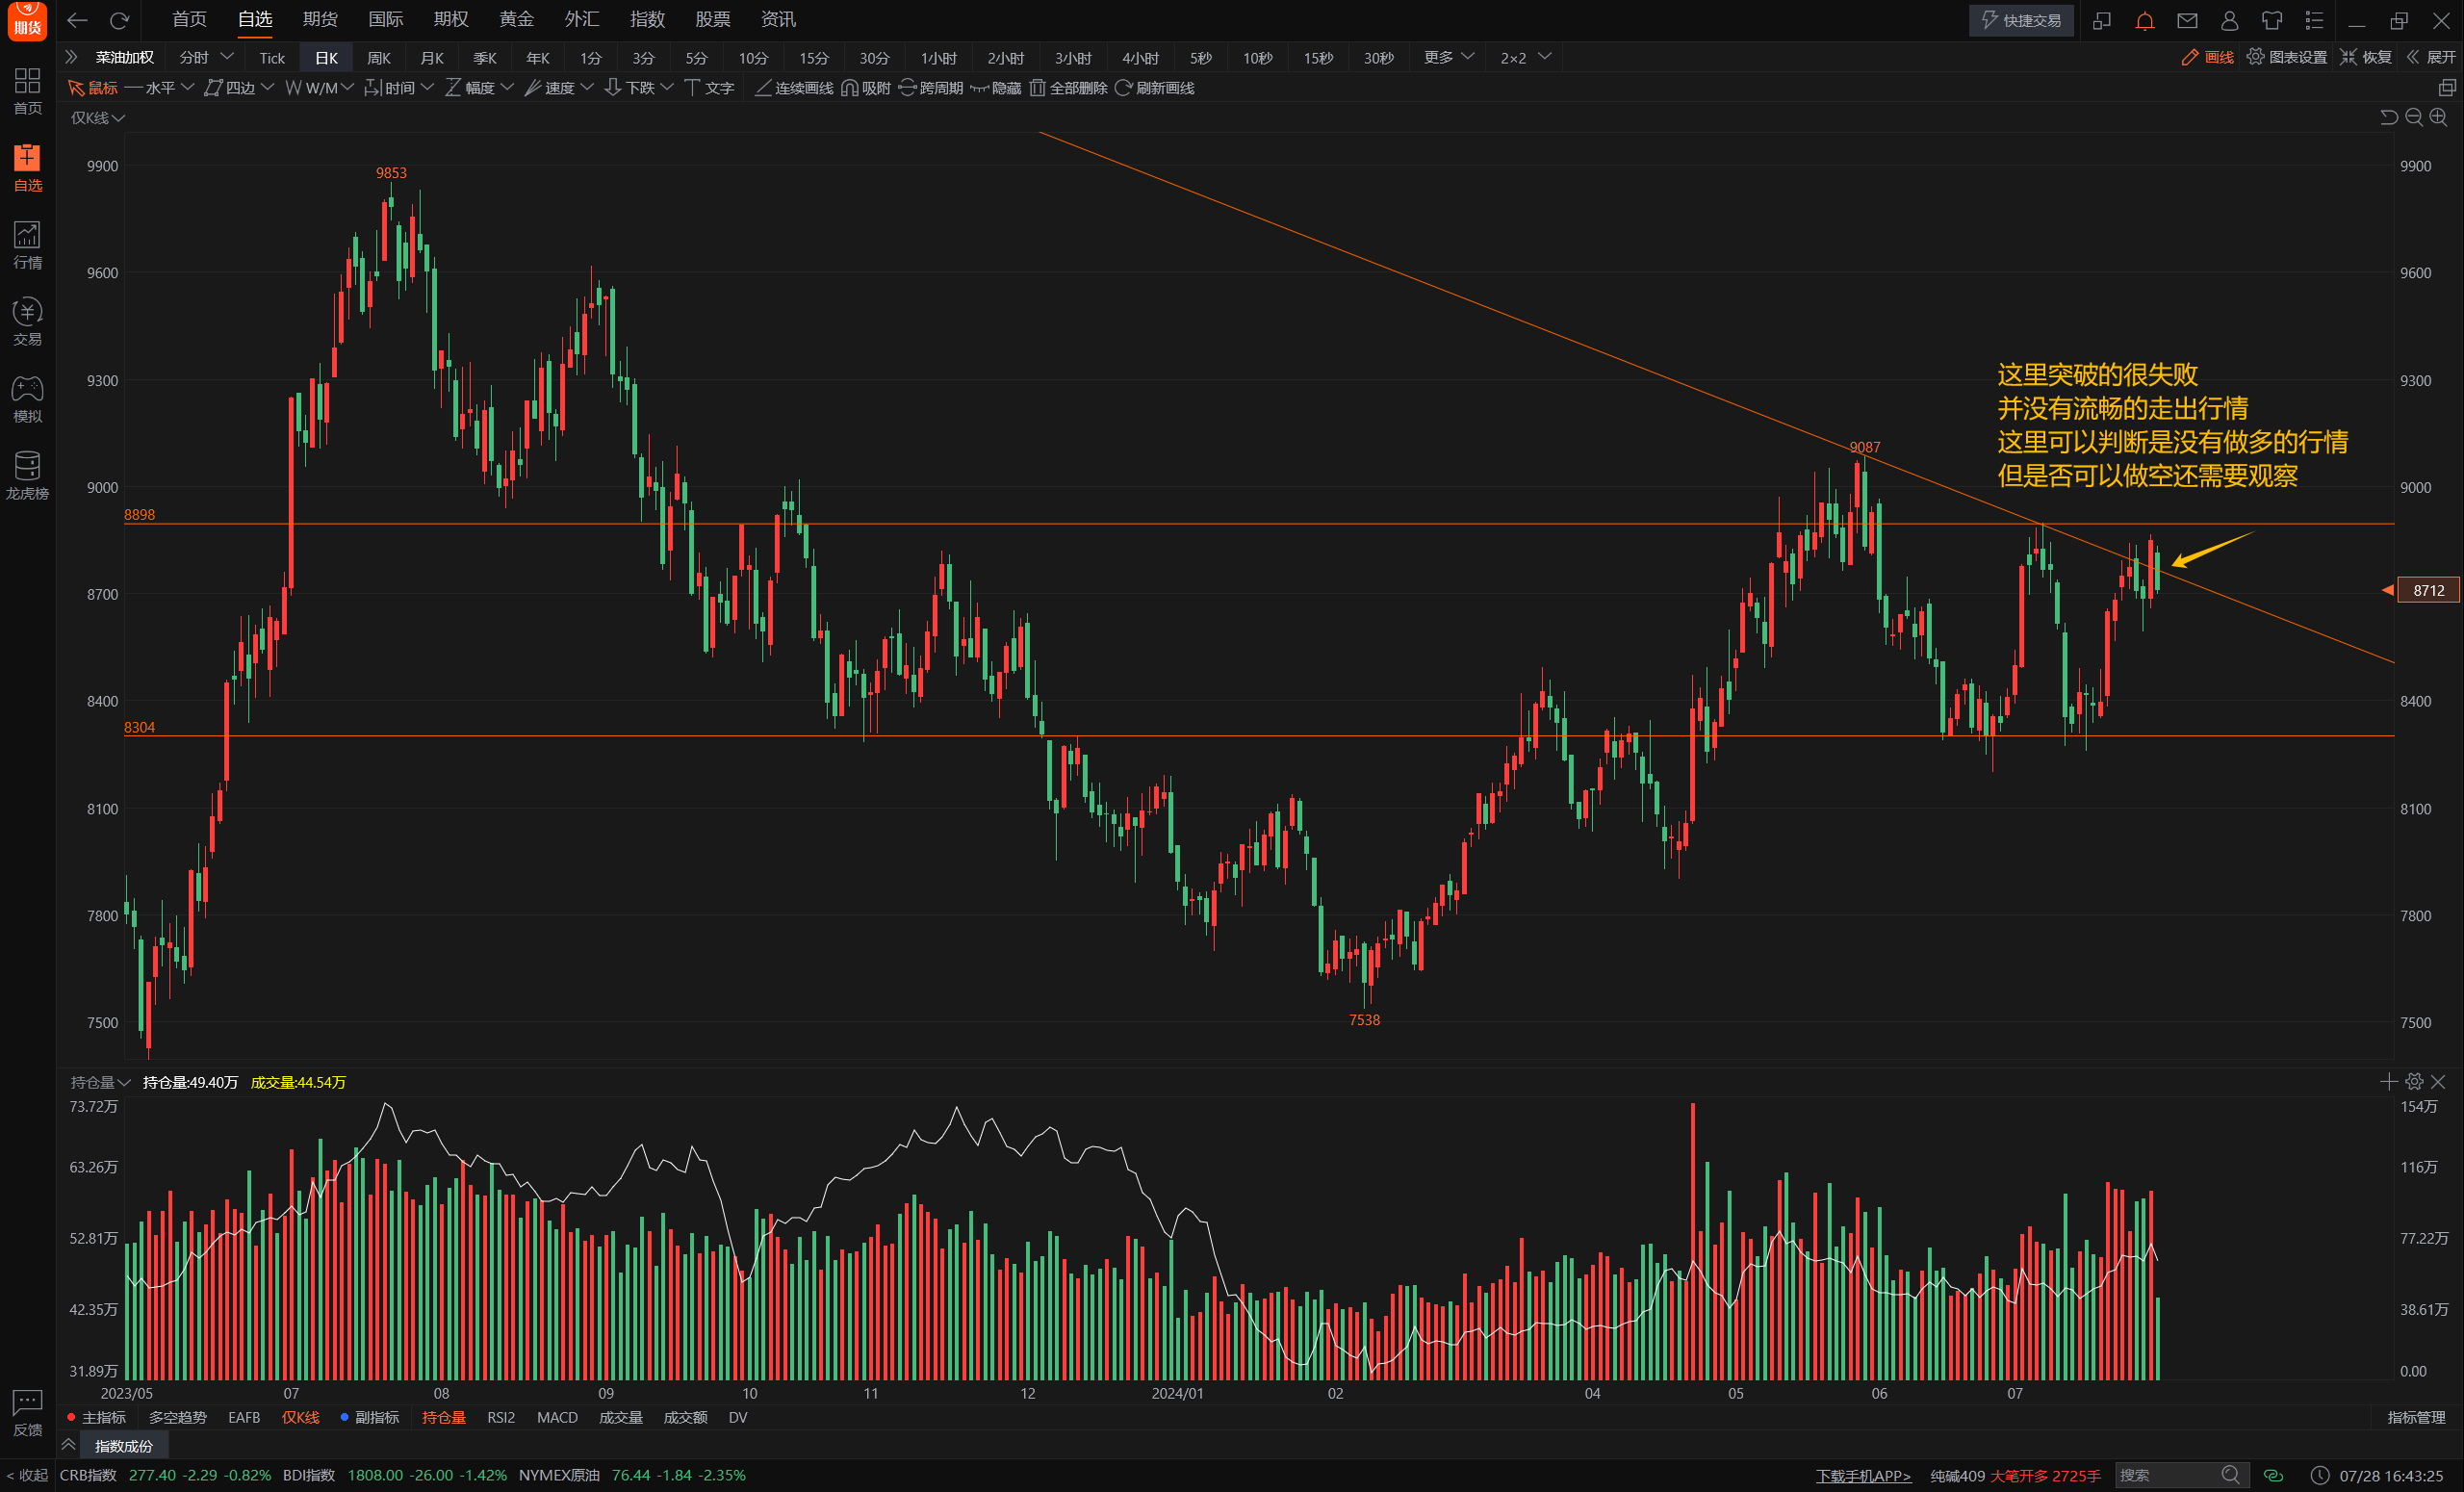 期货
首页 自选 期货 国际 期权 黄金 外汇 指数 股票 资讯
快捷交易
菜油加权 分时 Tick 日K 周K 月K 季K 年K 1分 3分 5分 10分 15分 30分 1小时 2小时 3小时 4小时 5秒 10秒 15秒 30秒 更多 2×2
画线 图表设置 恢复 展开
鼠标 水平 四边 W/M 时间 幅度 速度 下跌 文字 连续画线 吸附 跨周期 隐藏 全部删除 刷新画线
首页
自选
行情
交易
模拟
龙虎榜
反馈
仅K线
9900 9900
9853
9600 9600
9300 9300
这里突破的很失败
并没有流畅的走出行情
这里可以判断是没有做多的行情
但是否可以做空还需要观察
9087
9000 9000
8898
8700
8712
8400 8400
8304
8100 8100
7800 7800
7500 7500
7538
持仓量 持仓量:49.40万 成交量:44.54万
73.72万 154万
63.26万 116万
52.81万 77.22万
42.35万 38.61万
31.89万 0.00
2023/05 07 08 09 10 11 12 2024/01 02 04 05 06 07
主指标 多空趋势 EAFB 仅K线 副指标 持仓量 RSI2 MACD 成交量 成交额 DV 指标管理
指数成份
< 收起 CRB指数 277.40 -2.29 -0.82% BDI指数 1808.00 -26.00 -1.42% NYMEX原油 76.44 -1.84 -2.35%
下载手机APP> 纯碱409 大笔开多 2725手 搜索 07/28 16:43:25